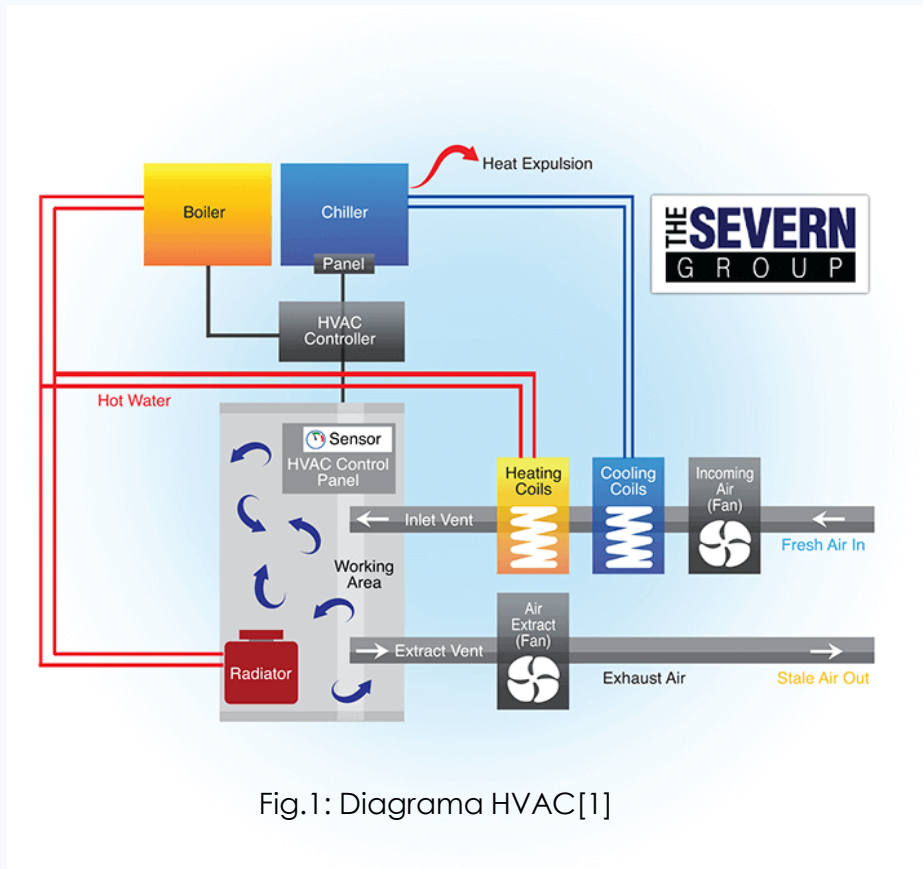 Heat Expulsion
Boiler
Chiller
Panel
THE
SEVERN
GROUP
HVAC
Controller
Hot Water
Sensor
HVAC Control
Panel
Heating
Coils
Cooling
Coils
Incoming
Air
(Fan)
Inlet Vent
Fresh Air In
Working
Area
Air
Extract
(Fan)
Extract Vent
Radiator
Exhaust Air
Stale Air Out
Fig.1: Diagrama HVAC[1]